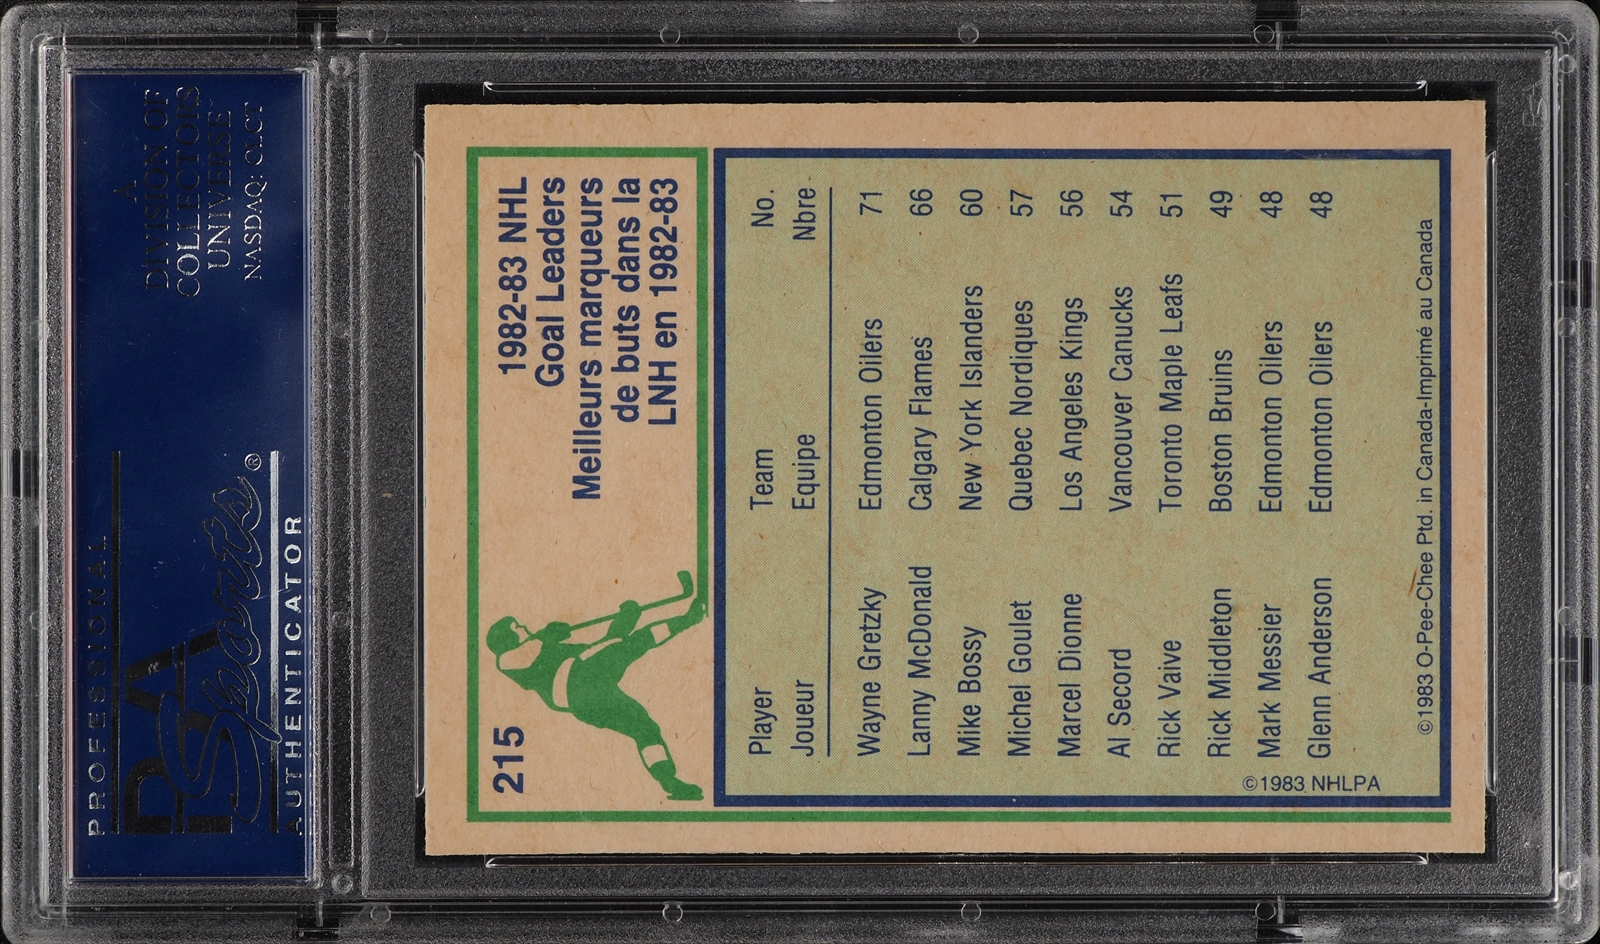 A
DIVISION OF
COLLECTORS
UNIVERSE
NASDAQ: CLCT
PROFESSIONAL
PSA
Sports®
AUTHENTICATOR
215
1982-83 NHL
Goal Leaders
Meilleurs marqueurs
de buts dans la
LNH en 1982-83
Player Team No.
Joueur Equipe Nbre
Wayne Gretzky Edmonton Oilers 71
Lanny McDonald Calgary Flames 66
Mike Bossy New York Islanders 60
Michel Goulet Quebec Nordiques 57
Marcel Dionne Los Angeles Kings 56
Al Secord Vancouver Canucks 54
Rick Vaive Toronto Maple Leafs 51
Rick Middleton Boston Bruins 49
Mark Messier Edmonton Oilers 48
Glenn Anderson Edmonton Oilers 48
©1983 NHLPA
©1983 O-Pee-Chee Ptd. in Canada-Imprimé au Canada